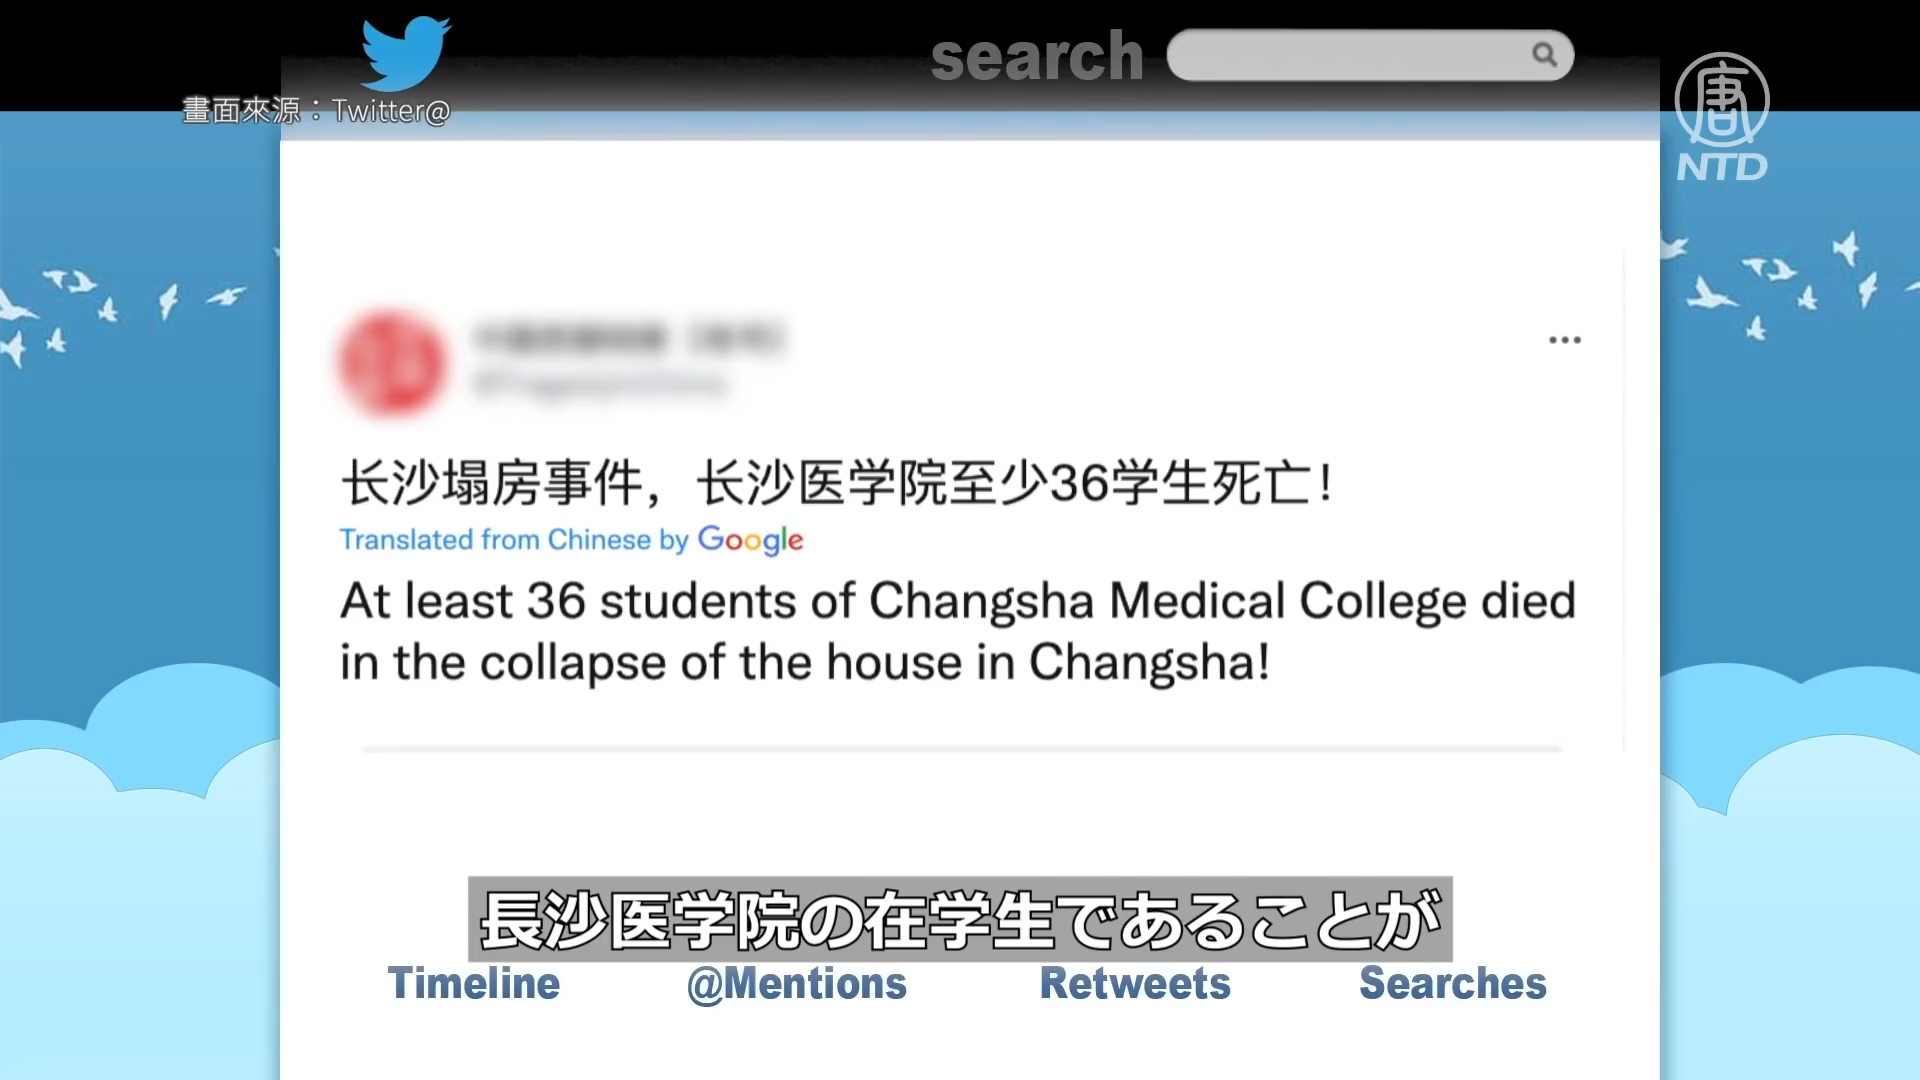 search
畫面來源：Twitter@
唐
NTD
长沙塌房事件，长沙医学院至少36学生死亡！
Translated from Chinese by Google
At least 36 students of Changsha Medical College died
in the collapse of the house in Changsha!
長沙医学院の在学生であることが
Timeline @Mentions Retweets Searches